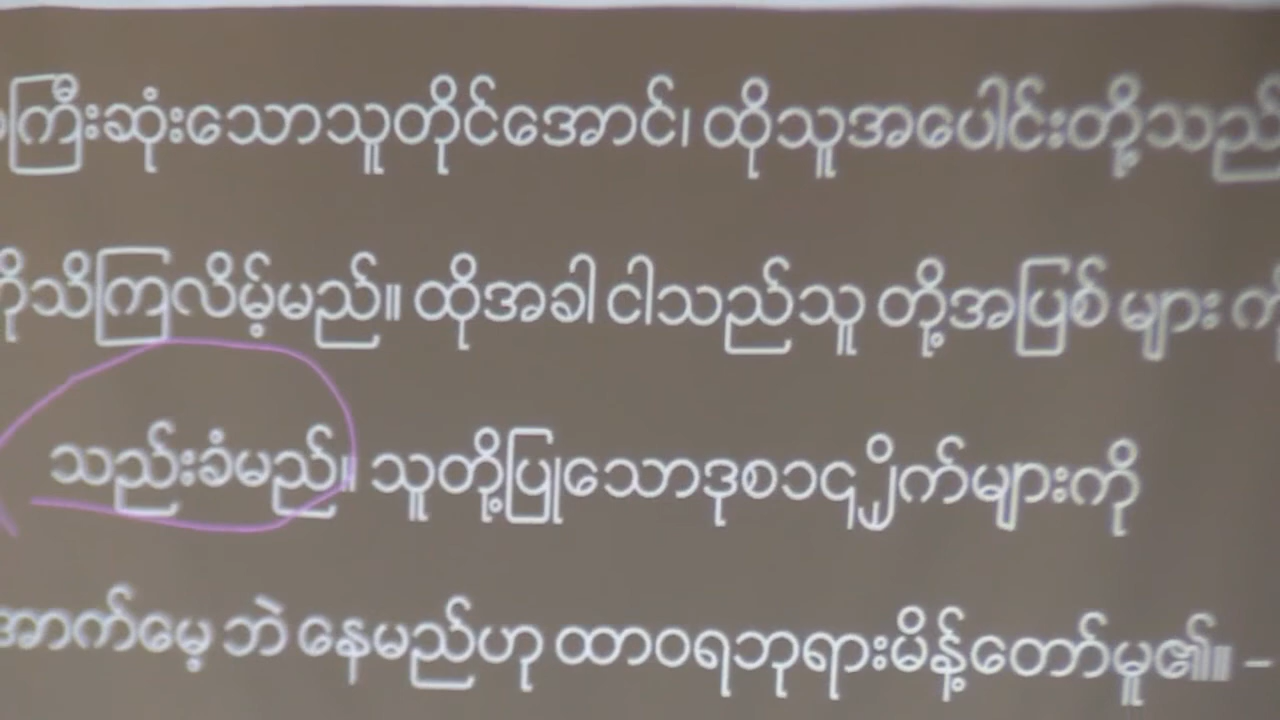 ကြီးဆုံးသောသူတိုင်အောင်၊ ထိုသူအပေါင်းတို့သည်
ကိုသိကြလိမ့်မည်။ ထိုအခါ ငါသည်သူ တို့အပြစ် များ ကို
သည်းခံမည်။ သူတို့ပြုသောဒုစ၁၎င်္ျိုက်များကို
အောက်မေ့ ဘဲ နေမည်ဟု ထာဝရဘုရားမိန့်တော်မူ၏။ –